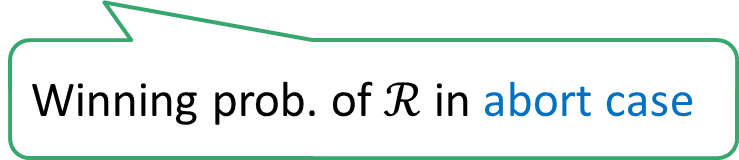 Winning prob. of ℛ in abort case